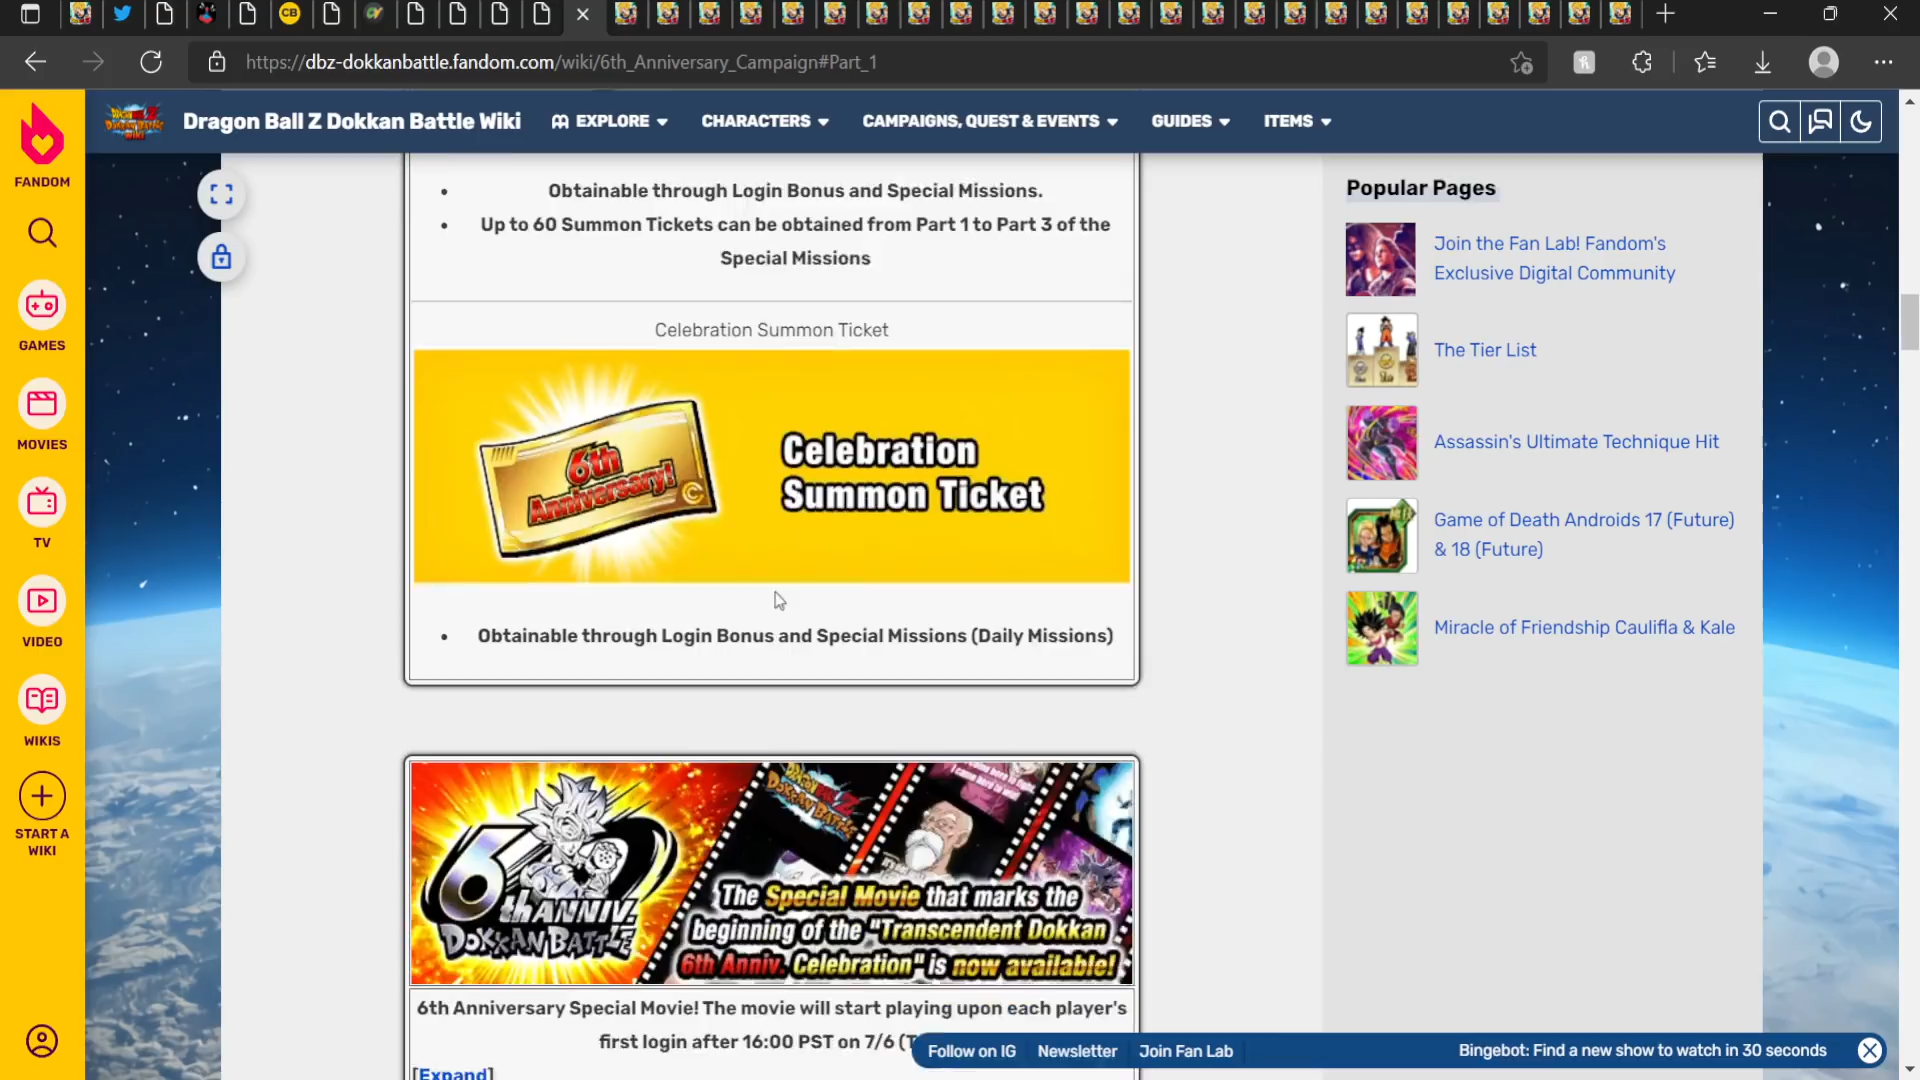 https://dbz-dokkanbattle.fandom.com/wiki/6th_Anniversary_Campaign#Part_1
Dragon Ball Z Dokkan Battle Wiki
EXPLORE
CHARACTERS
CAMPAIGNS, QUEST & EVENTS
GUIDES
ITEMS
FANDOM
GAMES
MOVIES
TV
VIDEO
WIKIS
START A
WIKI
Obtainable through Login Bonus and Special Missions.
Up to 60 Summon Tickets can be obtained from Part 1 to Part 3 of the
Special Missions
Celebration Summon Ticket
6th
Anniversary!
Celebration
Summon Ticket
Obtainable through Login Bonus and Special Missions (Daily Missions)
6th ANNIV.
DOKKAN BATTLE
The Special Movie that marks the
beginning of the "Transcendent Dokkan
6th Anniv. Celebration" is now available!
6th Anniversary Special Movie! The movie will start playing upon each player's
first login after 16:00 PST on 7/6 (T
[Expand]
Popular Pages
Join the Fan Lab! Fandom's
Exclusive Digital Community
The Tier List
Assassin's Ultimate Technique Hit
Game of Death Androids 17 (Future)
& 18 (Future)
Miracle of Friendship Caulifla & Kale
Follow on IG
Newsletter
Join Fan Lab
Bingebot: Find a new show to watch in 30 seconds